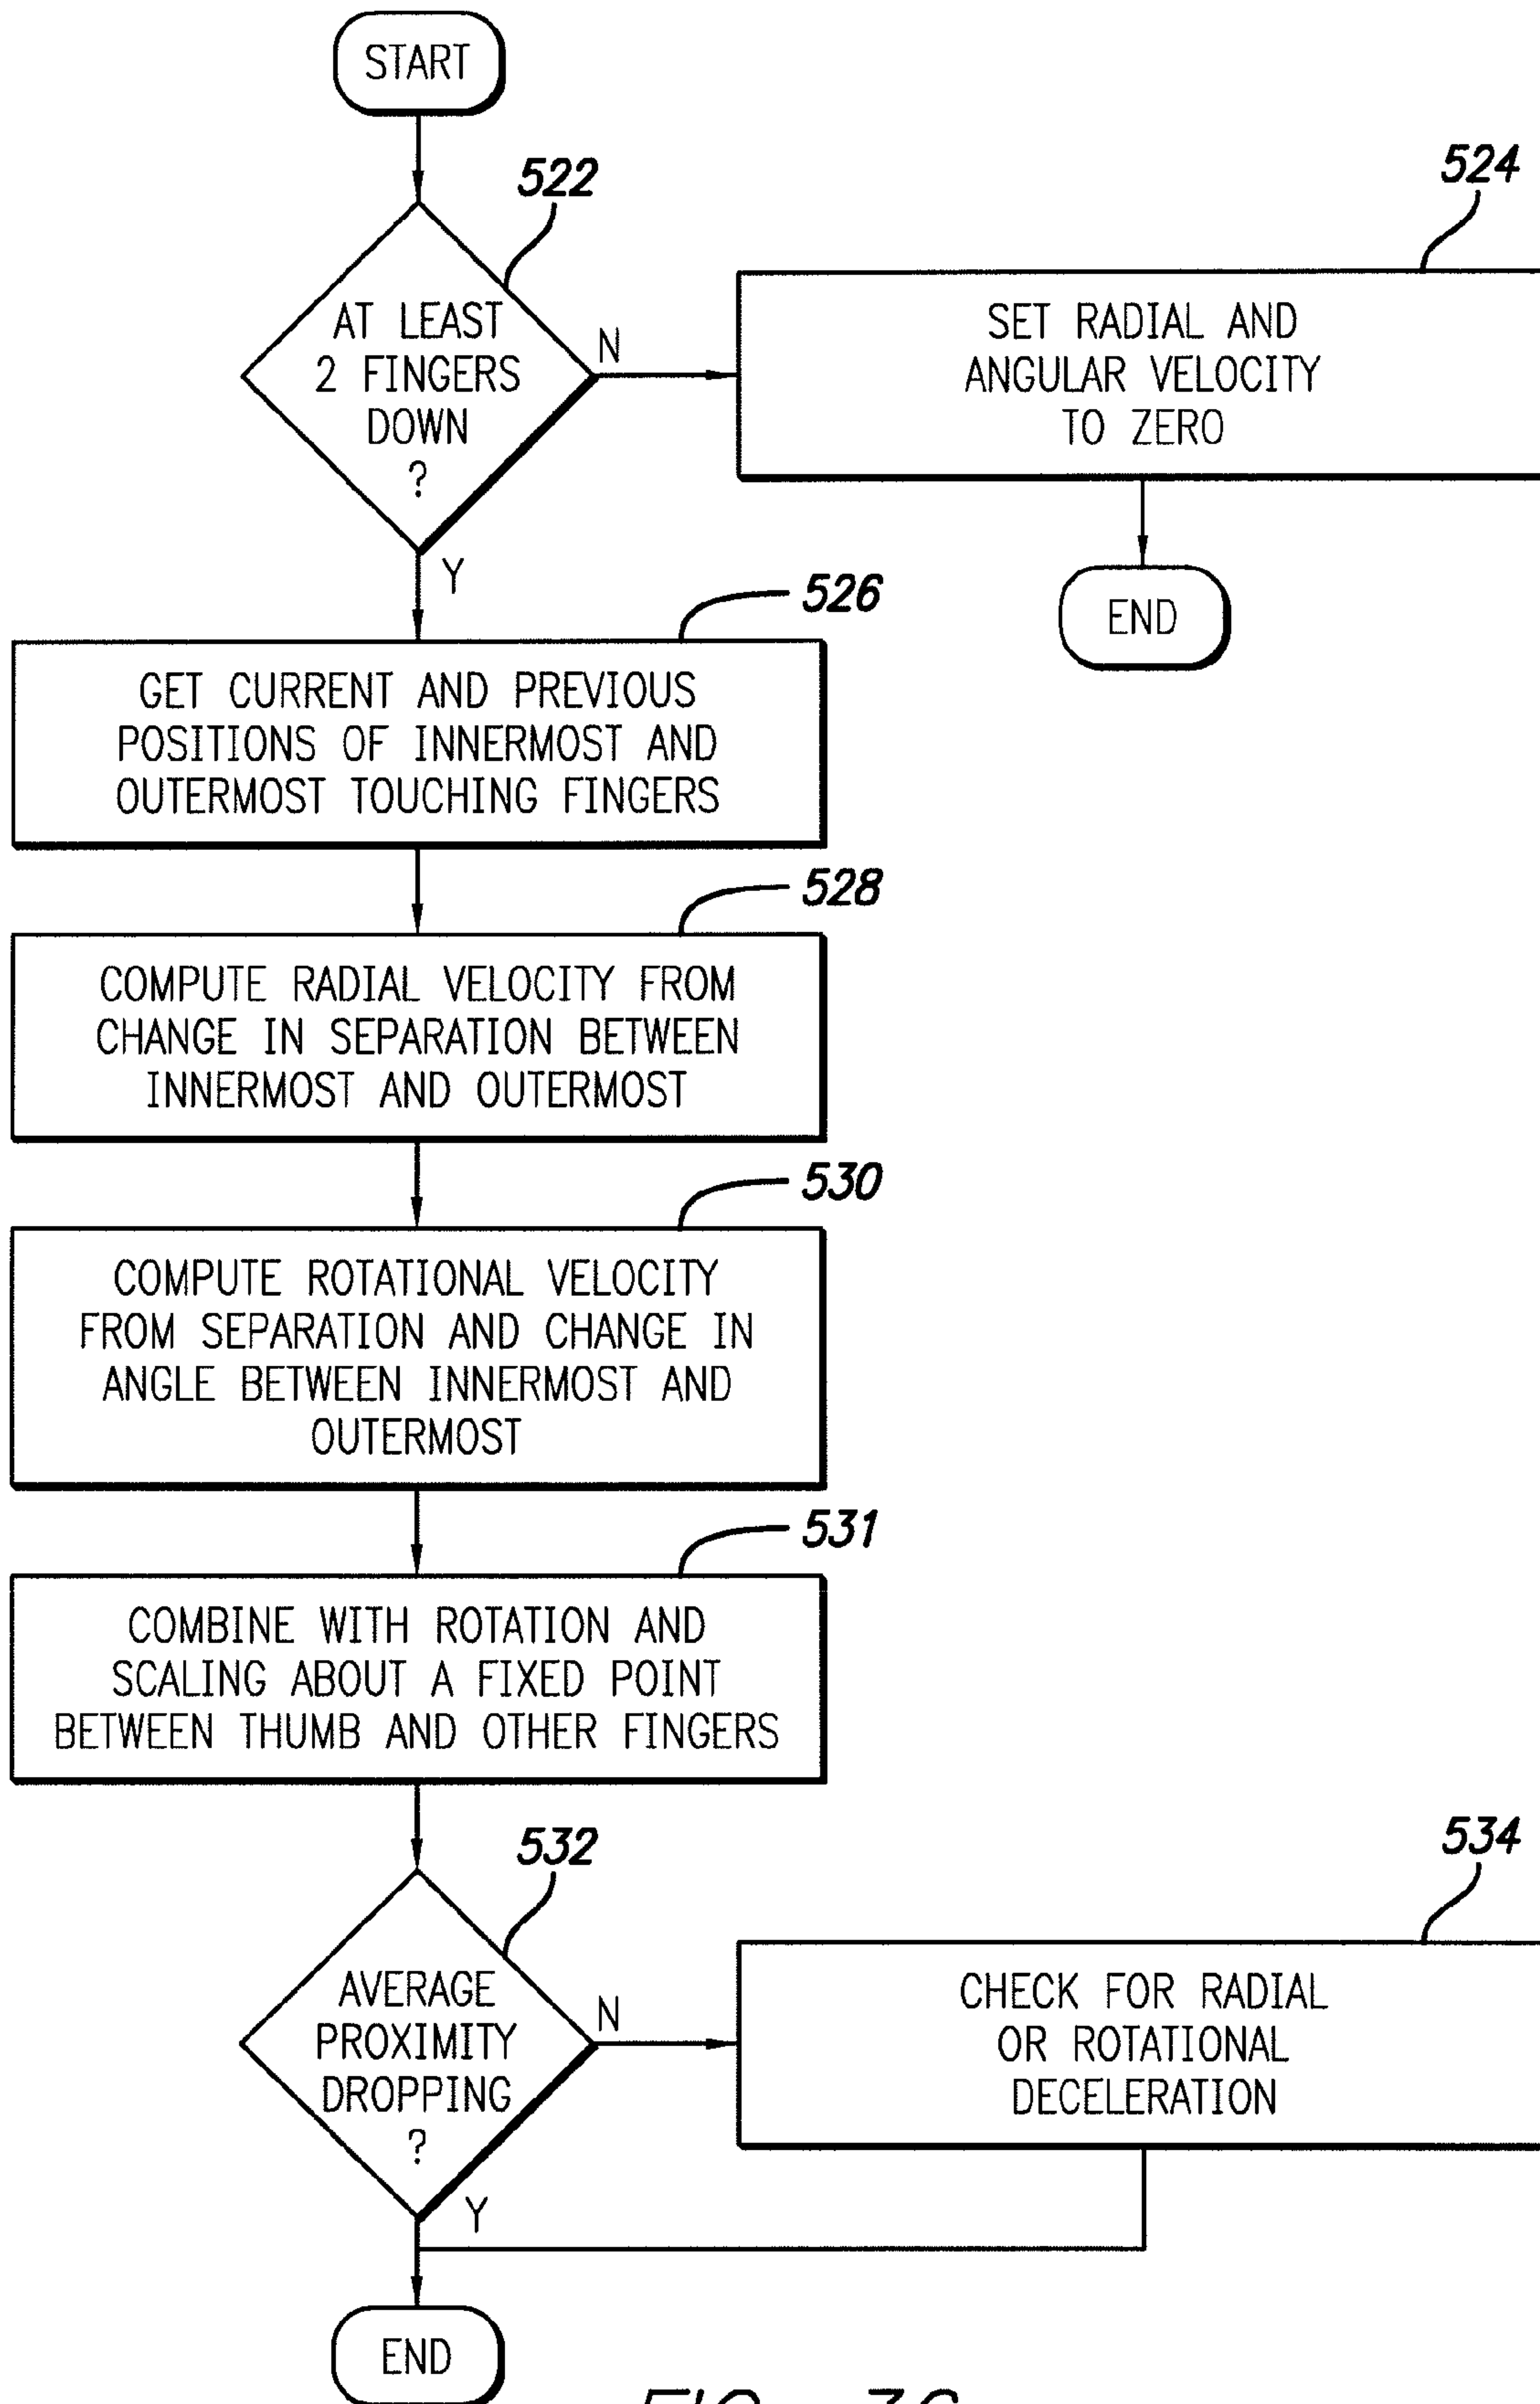 START
522
524
AT LEAST
2 FINGERS
DOWN
?
N
SET RADIAL AND
ANGULAR VELOCITY
TO ZERO
Y
END
526
GET CURRENT AND PREVIOUS
POSITIONS OF INNERMOST AND
OUTERMOST TOUCHING FINGERS
528
COMPUTE RADIAL VELOCITY FROM
CHANGE IN SEPARATION BETWEEN
INNERMOST AND OUTERMOST
530
COMPUTE ROTATIONAL VELOCITY
FROM SEPARATION AND CHANGE IN
ANGLE BETWEEN INNERMOST AND
OUTERMOST
531
COMBINE WITH ROTATION AND
SCALING ABOUT A FIXED POINT
BETWEEN THUMB AND OTHER FINGERS
532
534
AVERAGE
PROXIMITY
DROPPING
?
N
CHECK FOR RADIAL
OR ROTATIONAL
DECELERATION
Y
END